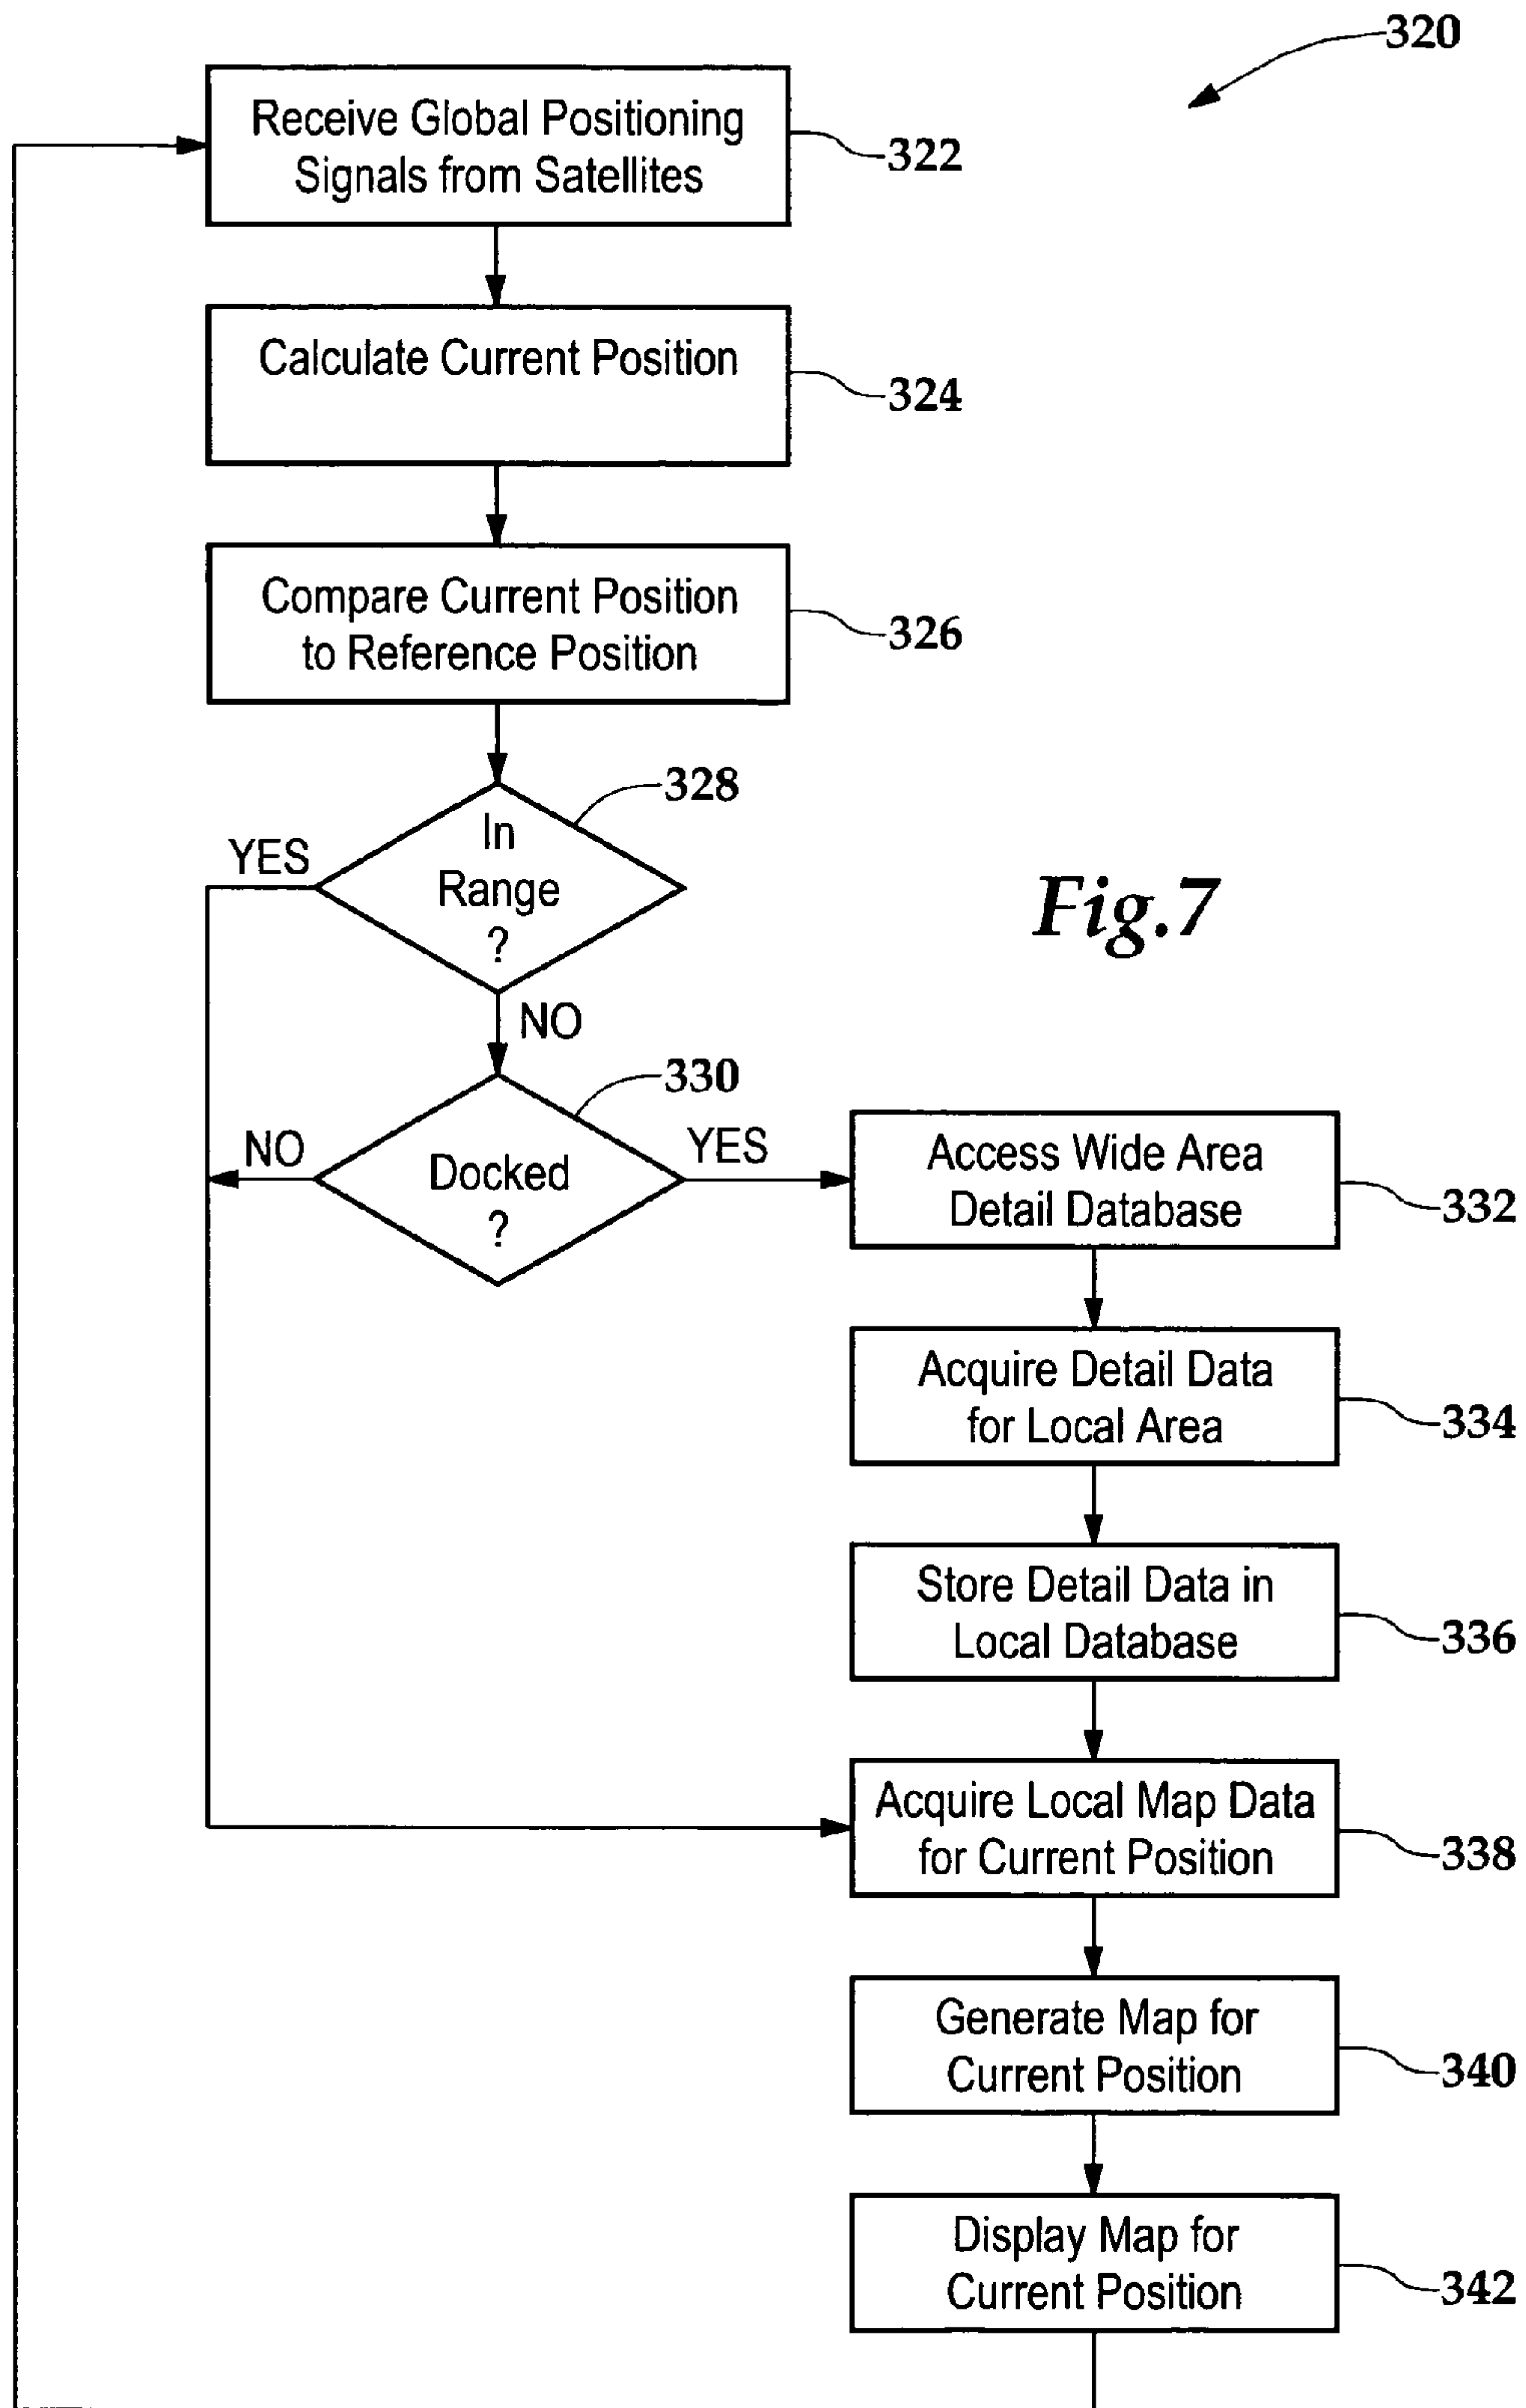 320
Receive Global Positioning
Signals from Satellites
322
Calculate Current Position
324
Compare Current Position
to Reference Position
326
328
In
Range
?
YES
Fig.7
NO
330
NO
Docked
?
YES
Access Wide Area
Detail Database
332
Acquire Detail Data
for Local Area
334
Store Detail Data in
Local Database
336
Acquire Local Map Data
for Current Position
338
Generate Map for
Current Position
340
Display Map for
Current Position
342